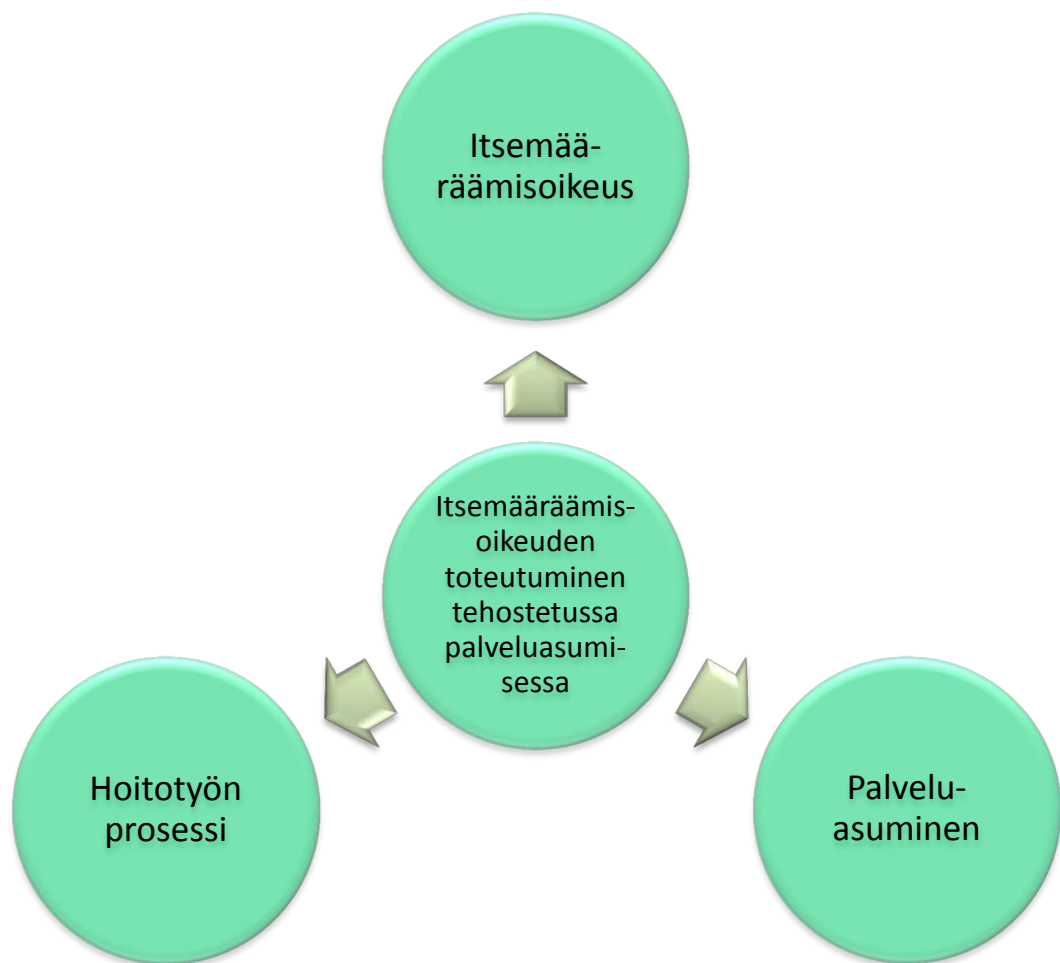 Itsemää-
räämisoikeus
Itsemääräämis-
oikeuden
toteutuminen
tehostetussa
palveluasumi-
sessa
Hoitotyön
prosessi
Palvelu-
asuminen